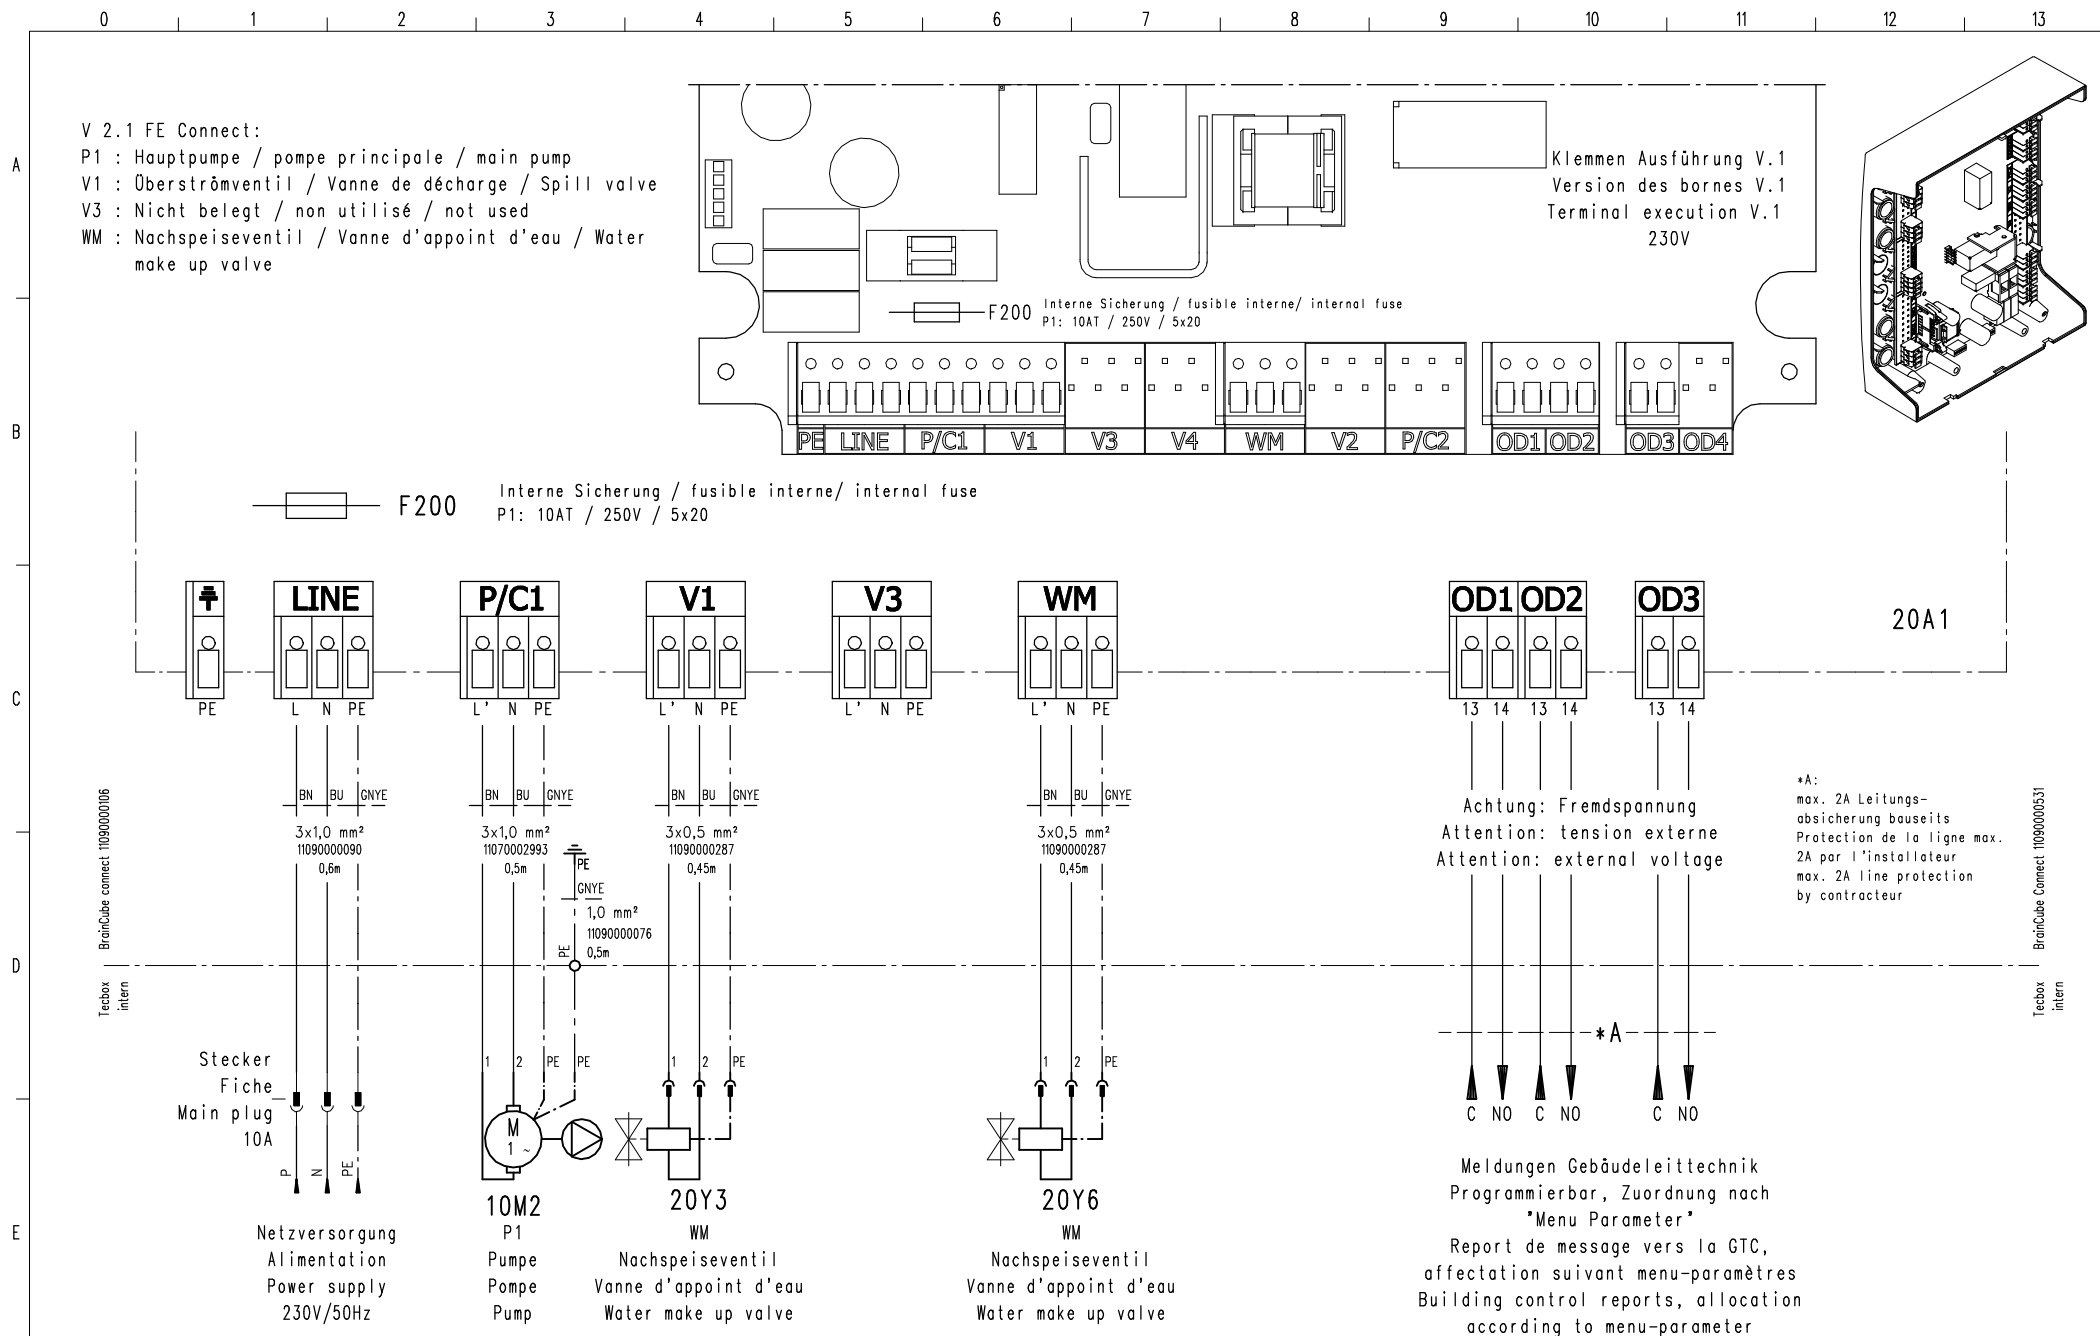 0 1 2 3 4 5 6 7 8 9 10 11 12 13
A
B
C
D
E
V 2.1 FE Connect:
P1 : Hauptpumpe / pompe principale / main pump
V1 : Überströmventil / Vanne de décharge / Spill valve
V3 : Nicht belegt / non utilisé / not used
WM : Nachspeiseventil / Vanne d'appoint d'eau / Water
make up valve
Klemmen Ausführung V.1
Version des bornes V.1
Terminal execution V.1
230V
F200
Interne Sicherung / fusible interne/ internal fuse
P1: 10AT / 250V / 5x20
PE LINE P/C1 V1 V3 V4 WM V2 P/C2 OD1 OD2 OD3 OD4
F200
Interne Sicherung / fusible interne/ internal fuse
P1: 10AT / 250V / 5x20
LINE P/C1 V1 V3 WM OD1 OD2 OD3
20A1
PE L N PE L' N PE L' N PE L' N PE L' N PE 13 14 13 14 13 14
BN BU GNYE
3x1,0 mm²
11090000090
0,6m
BN BU GNYE
3x1,0 mm²
11070002993
0,5m
PE
GNYE
1,0 mm²
11090000076
0,5m
PE
BN BU GNYE
3x0,5 mm²
11090000287
0,45m
BN BU GNYE
3x0,5 mm²
11090000287
0,45m
Achtung: Fremdspannung
Attention: tension externe
Attention: external voltage
*A:
max. 2A Leitungs-
absicherung bauseits
Protection de la ligne max.
2A par l'installateur
max. 2A line protection
by contracteur
BrainCube connect 1109000106
Tecbox
intern
BrainCube Connect 11090000531
Tecbox
intern
Stecker
Fiche
Main plug
10A
P N PE
Netzversorgung
Alimentation
Power supply
230V/50Hz
1 2 PE PE
M
1 ~
10M2
P1
Pumpe
Pompe
Pump
1 2 PE
20Y3
WM
Nachspeiseventil
Vanne d'appoint d'eau
Water make up valve
1 2 PE
20Y6
WM
Nachspeiseventil
Vanne d'appoint d'eau
Water make up valve
*A
C NO C NO C NO
Meldungen Gebäudeleittechnik
Programmierbar, Zuordnung nach
"Menu Parameter"
Report de message vers la GTC,
affectation suivant menu-paramètres
Building control reports, allocation
according to menu-parameter